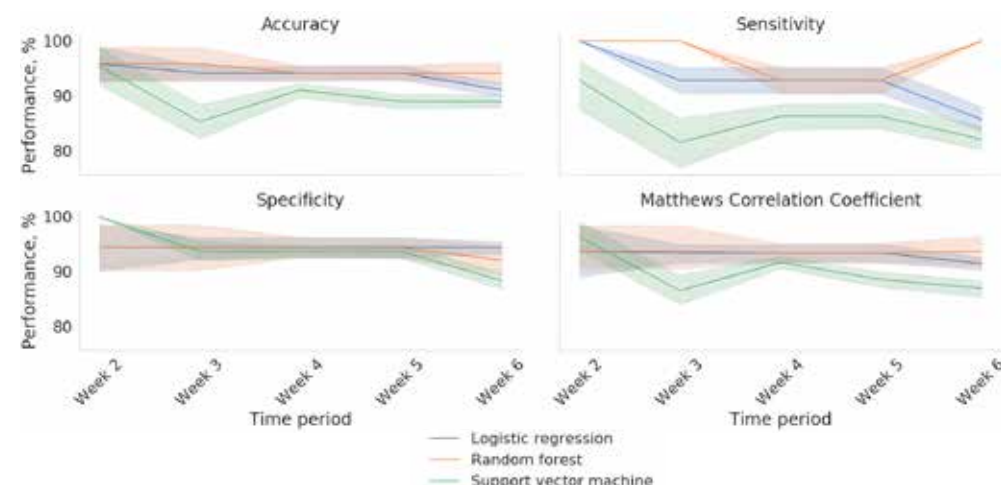 Accuracy
Sensitivity
Performance, %
100
90
80
Specificity
Matthews Correlation Coefficient
Performance, %
100
90
80
Week 2
Week 3
Week 4
Week 5
Week 6
Week 2
Week 3
Week 4
Week 5
Week 6
Time period
Time period
Logistic regression
Random forest
Support vector machine